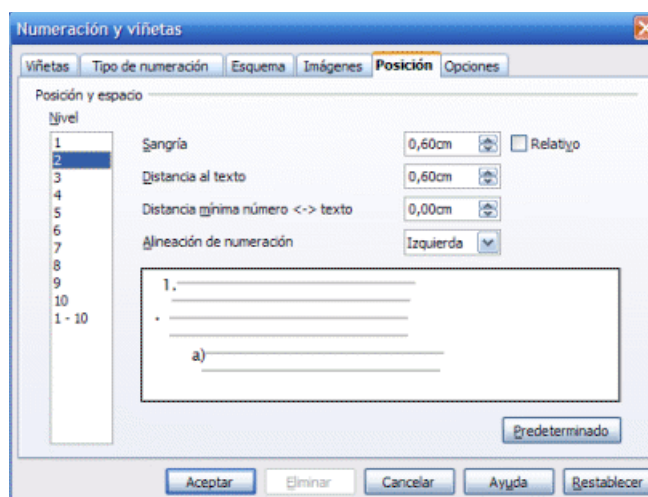 Numeración y viñetas
Viñetas Tipo de numeración Esquema Imágenes Posición Opciones
Posición y espacio
Nivel
1
2
3
4
5
6
7
8
9
10
1 - 10
Sangría 0,60cm Relativo
Distancia al texto 0,60cm
Distancia mínima número <-> texto 0,00cm
Alineación de numeración Izquierda
1.
•
a)
Predeterminado
Aceptar Eliminar Cancelar Ayuda Restablecer